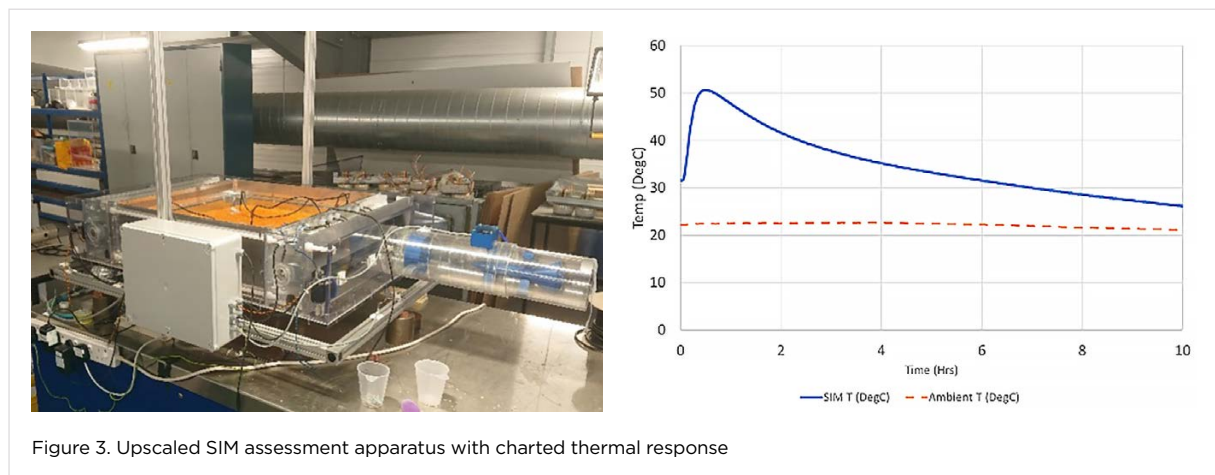 60
50
40
30
20
10
0
Temp (DegC)
0 2 4 6 8 10
Time (Hrs)
SIM T (DegC) Ambient T (DegC)
Figure 3. Upscaled SIM assessment apparatus with charted thermal response